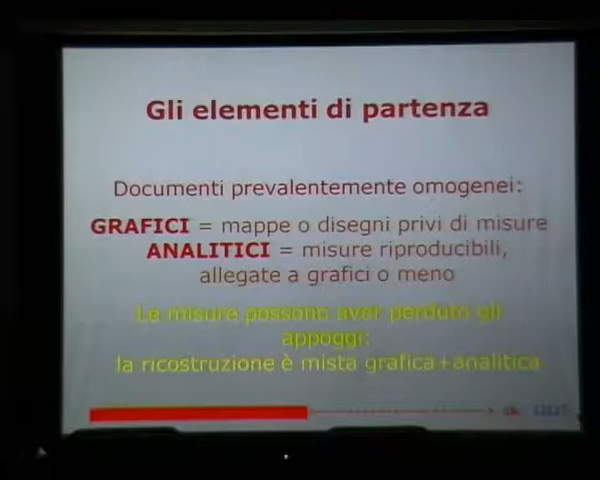 Gli elementi di partenza
Documenti prevalentemente omogenei:
GRAFICI = mappe o disegni privi di misure
ANALITICI = misure riproducibili,
allegate a grafici o meno
Le misure possono aver perduto gli
appoggi:
la ricostruzione è mista grafica+analitica